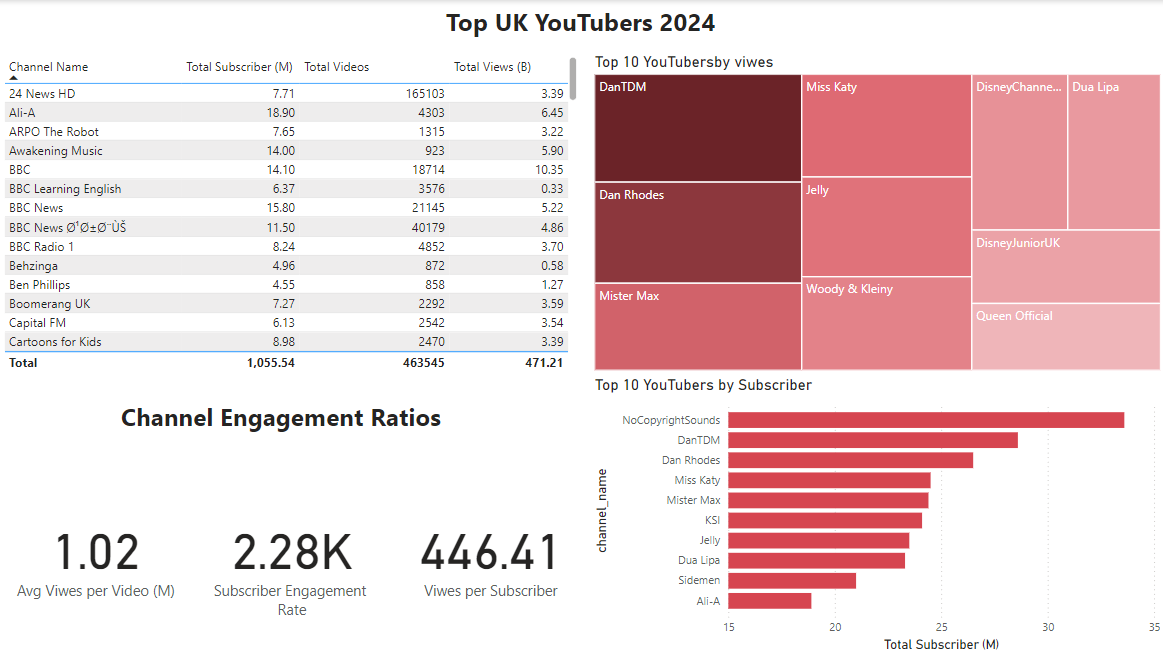 Top UK YouTubers 2024
Channel Name Total Subscriber (M) Total Videos Total Views (B)
24 News HD 7.71 165103 3.39
Ali-A 18.90 4303 6.45
ARPO The Robot 7.65 1315 3.22
Awakening Music 14.00 923 5.90
BBC 14.10 18714 10.35
BBC Learning English 6.37 3576 0.33
BBC News 15.80 21145 5.22
BBC News Ø¹Ø±Ø¨ÙŠ 11.50 40179 4.86
BBC Radio 1 8.24 4852 3.70
Behzinga 4.96 872 0.58
Ben Phillips 4.55 858 1.27
Boomerang UK 7.27 2292 3.59
Capital FM 6.13 2542 3.54
Cartoons for Kids 8.98 2470 3.39
Total 1,055.54 463545 471.21
Top 10 YouTubersby viwes
DanTDM
Dan Rhodes
Mister Max
Miss Katy
Jelly
Woody & Kleiny
DisneyChanne...
Dua Lipa
DisneyJuniorUK
Queen Official
Channel Engagement Ratios
1.02
Avg Viwes per Video (M)
2.28K
Subscriber Engagement
Rate
446.41
Viwes per Subscriber
Top 10 YouTubers by Subscriber
channel_name
NoCopyrightSounds
DanTDM
Dan Rhodes
Miss Katy
Mister Max
KSI
Jelly
Dua Lipa
Sidemen
Ali-A
15 20 25 30 35
Total Subscriber (M)